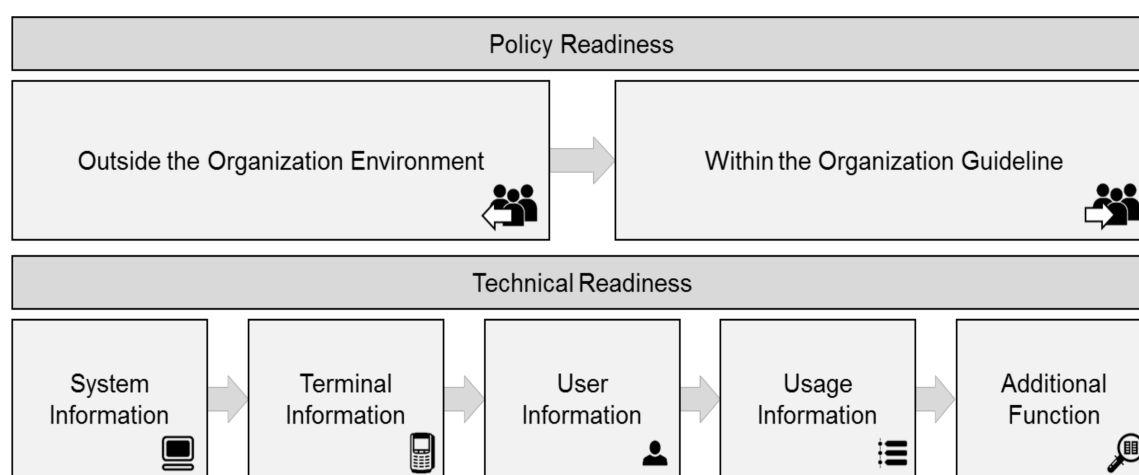 Policy Readiness
Outside the Organization Environment
Within the Organization Guideline
Technical Readiness
System
Information
Terminal
Information
User
Information
Usage
Information
Additional
Function